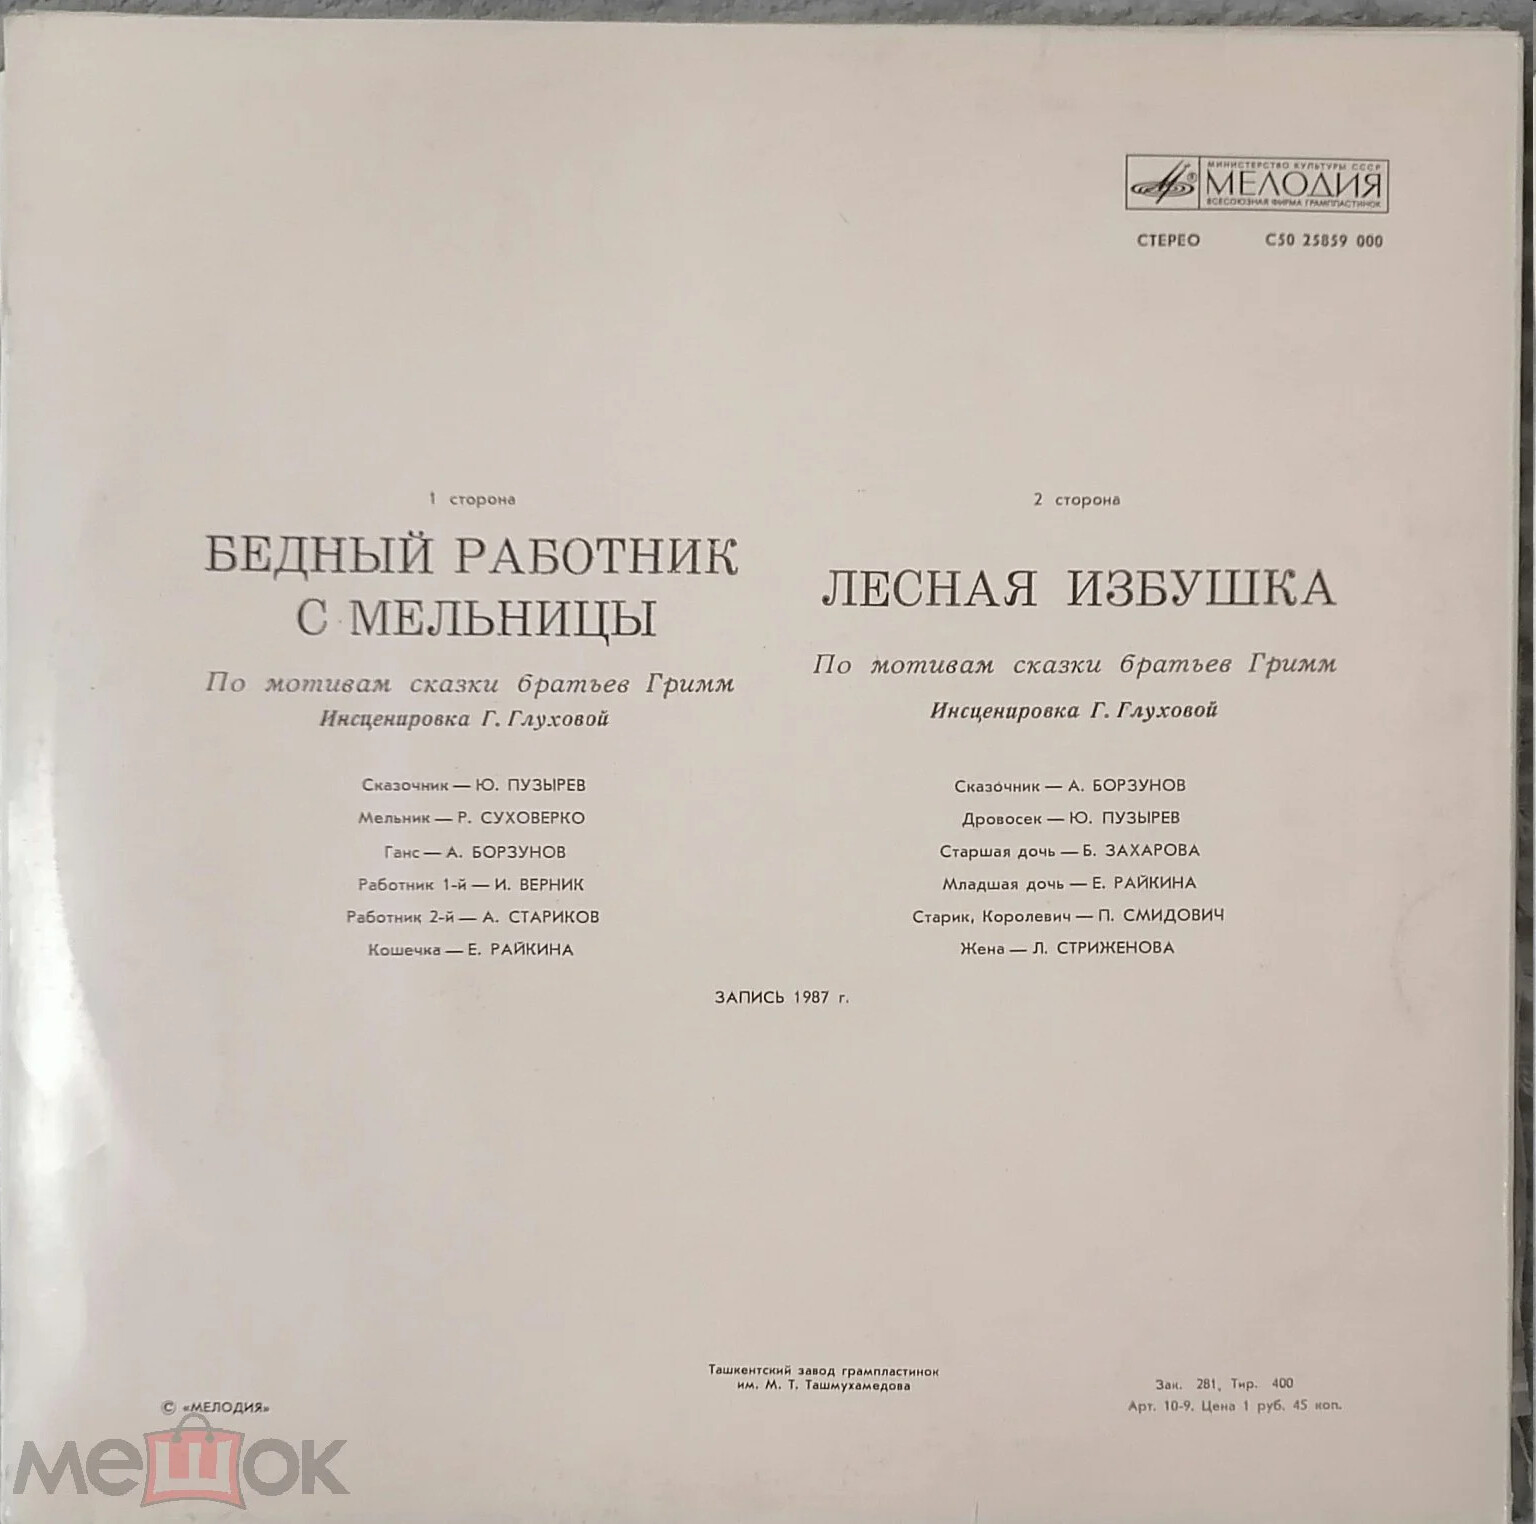 МИНИСТЕРСТВО КУЛЬТУРЫ СССР
МЕЛОДИЯ
ВСЕСОЮЗНАЯ ФИРМА ГРАМПЛАСТИНОК
СТЕРЕО С50 25859 000
1 сторона
БЕДНЫЙ РАБОТНИК
С МЕЛЬНИЦЫ
По мотивам сказки братьев Гримм
Инсценировка Г. Глуховой
Сказочник — Ю. ПУЗЫРЕВ
Мельник — Р. СУХОВЕРКО
Ганс — А. БОРЗУНОВ
Работник 1-й — И. ВЕРНИК
Работник 2-й — А. СТАРИКОВ
Кошечка — Е. РАЙКИНА
2 сторона
ЛЕСНАЯ ИЗБУШКА
По мотивам сказки братьев Гримм
Инсценировка Г. Глуховой
Сказочник — А. БОРЗУНОВ
Дровосек — Ю. ПУЗЫРЕВ
Старшая дочь — Б. ЗАХАРОВА
Младшая дочь — Е. РАЙКИНА
Старик, Королевич — П. СМИДОВИЧ
Жена — Л. СТРИЖЕНОВА
ЗАПИСЬ 1987 г.
Ташкентский завод грампластинок
им. М. Т. Ташмухамедова
Зак. 281, Тир. 400
Арт. 10-9. Цена 1 руб. 45 коп.
© «МЕЛОДИЯ»
мешок